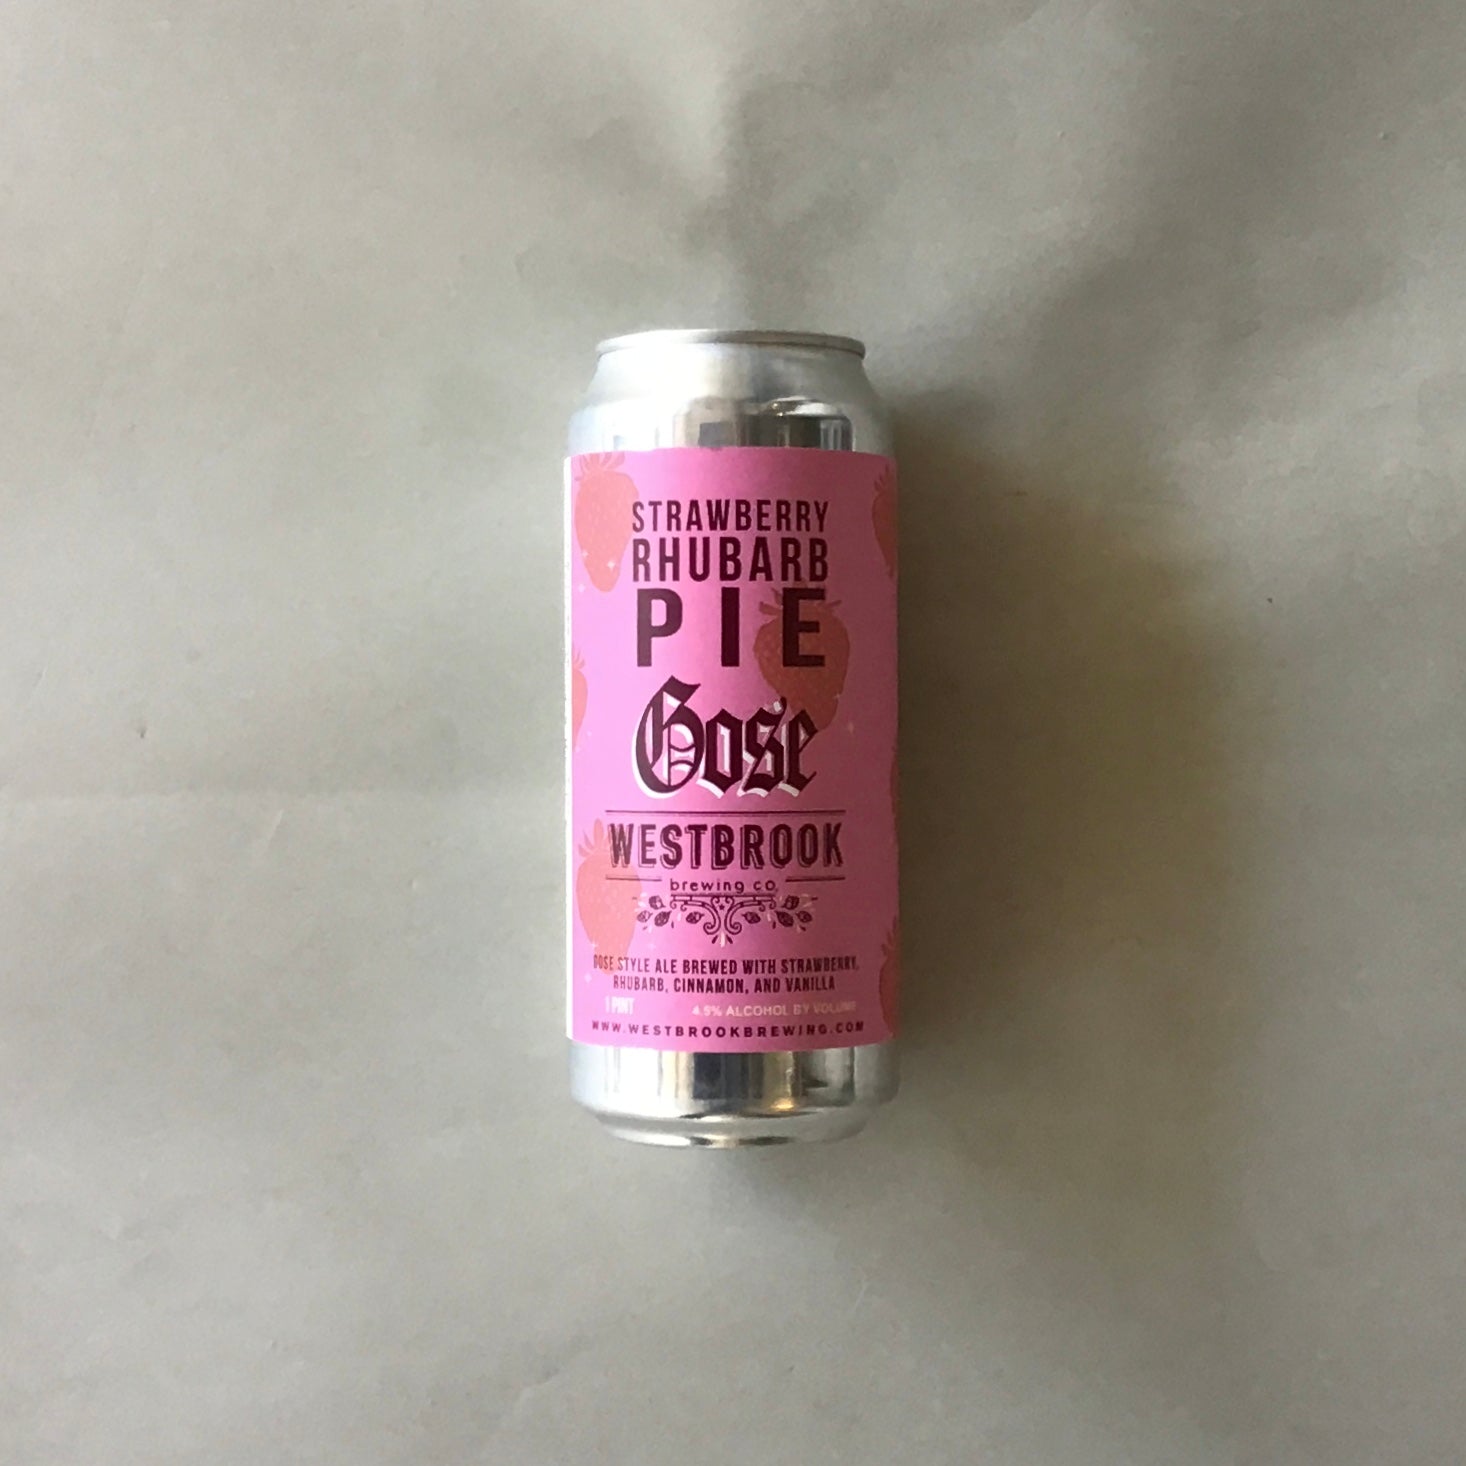 STRAWBERRY
RHUBARB
PIE
Gose
WESTBROOK
brewing co.
GOSE STYLE ALE BREWED WITH STRAWBERRY,
RHUBARB, CINNAMON, AND VANILLA
1 PINT 4.5% ALCOHOL BY VOLUME
WWW.WESTBROOKBREWING.COM